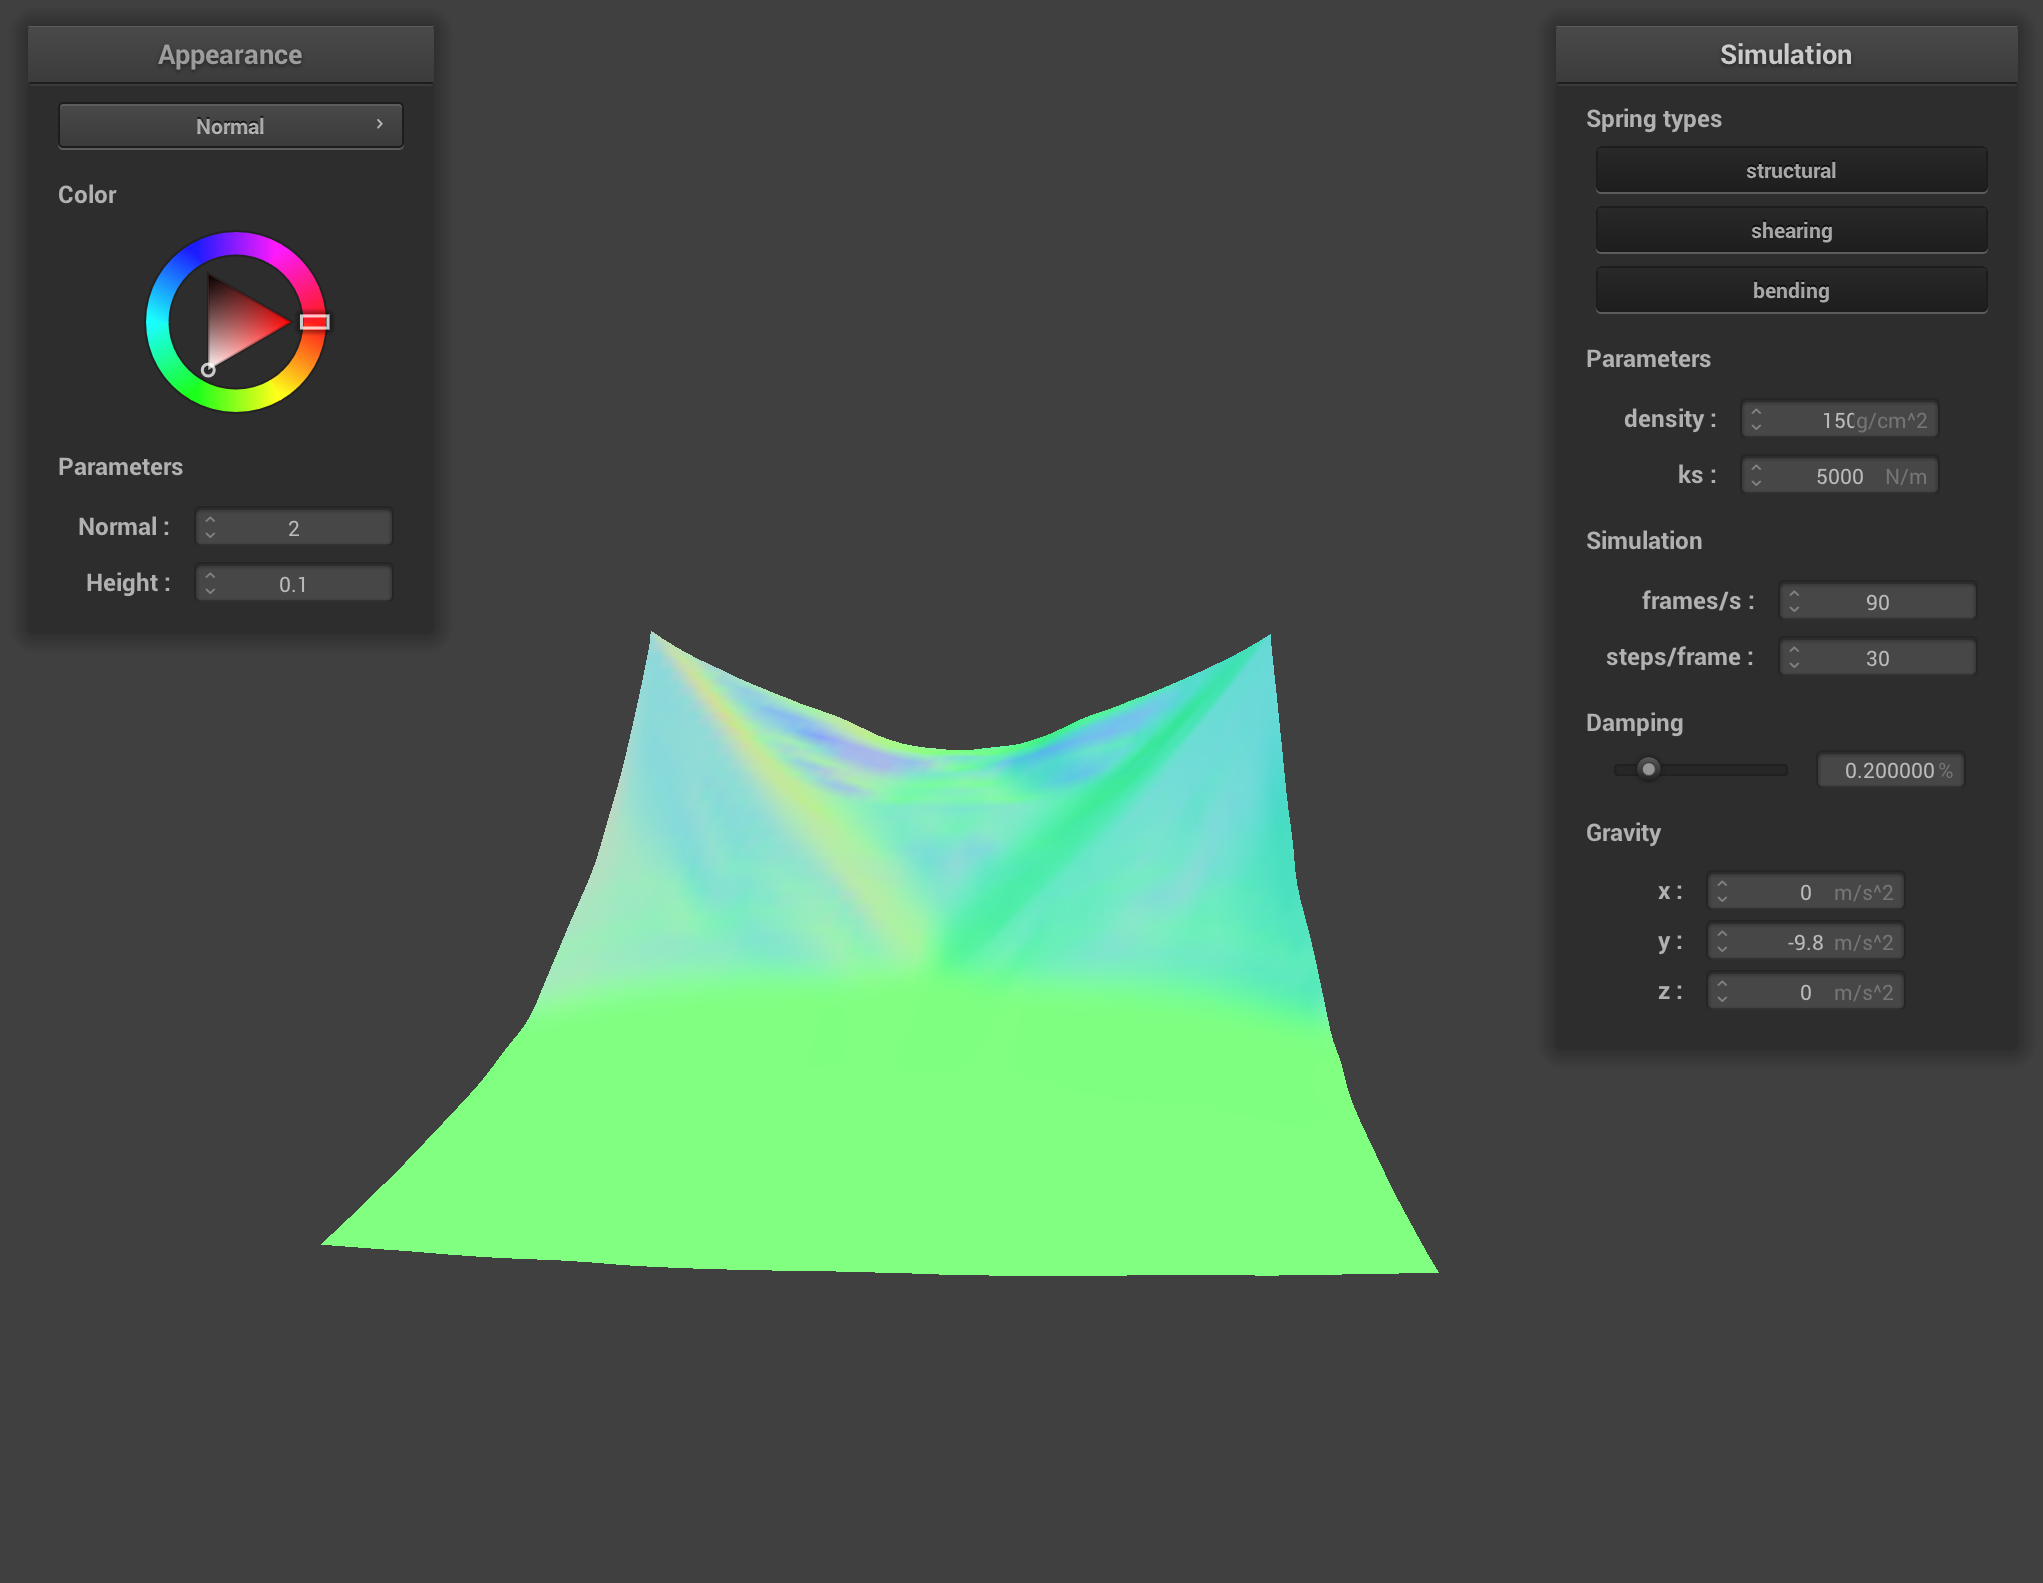 Appearance
Normal
Color
Parameters
Normal : 2
Height : 0.1
Simulation
Spring types
structural
shearing
bending
Parameters
density : 150g/cm^2
ks : 5000 N/m
Simulation
frames/s : 90
steps/frame : 30
Damping
0.200000 %
Gravity
x : 0 m/s^2
y : -9.8 m/s^2
z : 0 m/s^2